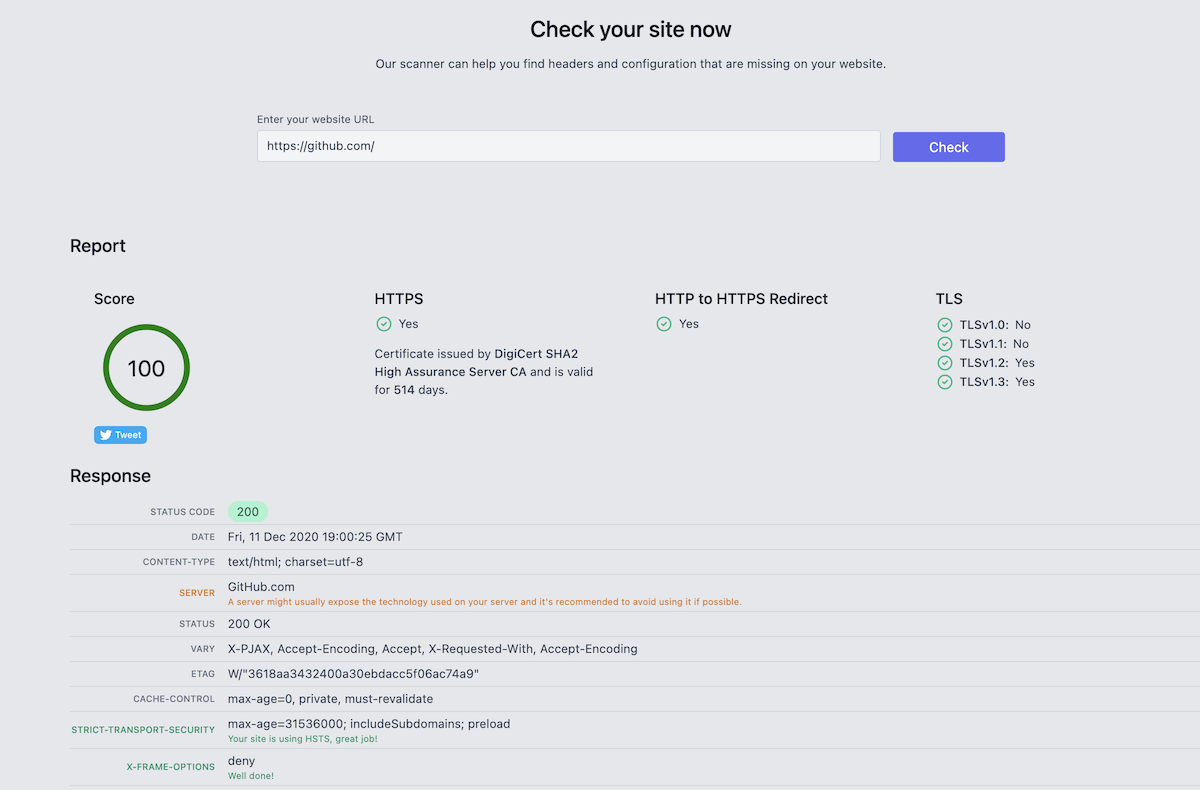 Check your site now
Our scanner can help you find headers and configuration that are missing on your website.
Enter your website URL
https://github.com/
Check
Report
Score
100
Tweet
HTTPS
Yes
Certificate issued by DigiCert SHA2
High Assurance Server CA and is valid
for 514 days.
HTTP to HTTPS Redirect
Yes
TLS
TLSv1.0: No
TLSv1.1: No
TLSv1.2: Yes
TLSv1.3: Yes
Response
STATUS CODE 200
DATE Fri, 11 Dec 2020 19:00:25 GMT
CONTENT-TYPE text/html; charset=utf-8
SERVER GitHub.com
A server might usually expose the technology used on your server and it's recommended to avoid using it if possible.
STATUS 200 OK
VARY X-PJAX, Accept-Encoding, Accept, X-Requested-With, Accept-Encoding
ETAG W/"3618aa3432400a30ebdacc5f06ac74a9"
CACHE-CONTROL max-age=0, private, must-revalidate
STRICT-TRANSPORT-SECURITY max-age=31536000; includeSubdomains; preload
Your site is using HSTS, great job!
X-FRAME-OPTIONS deny
Well done!